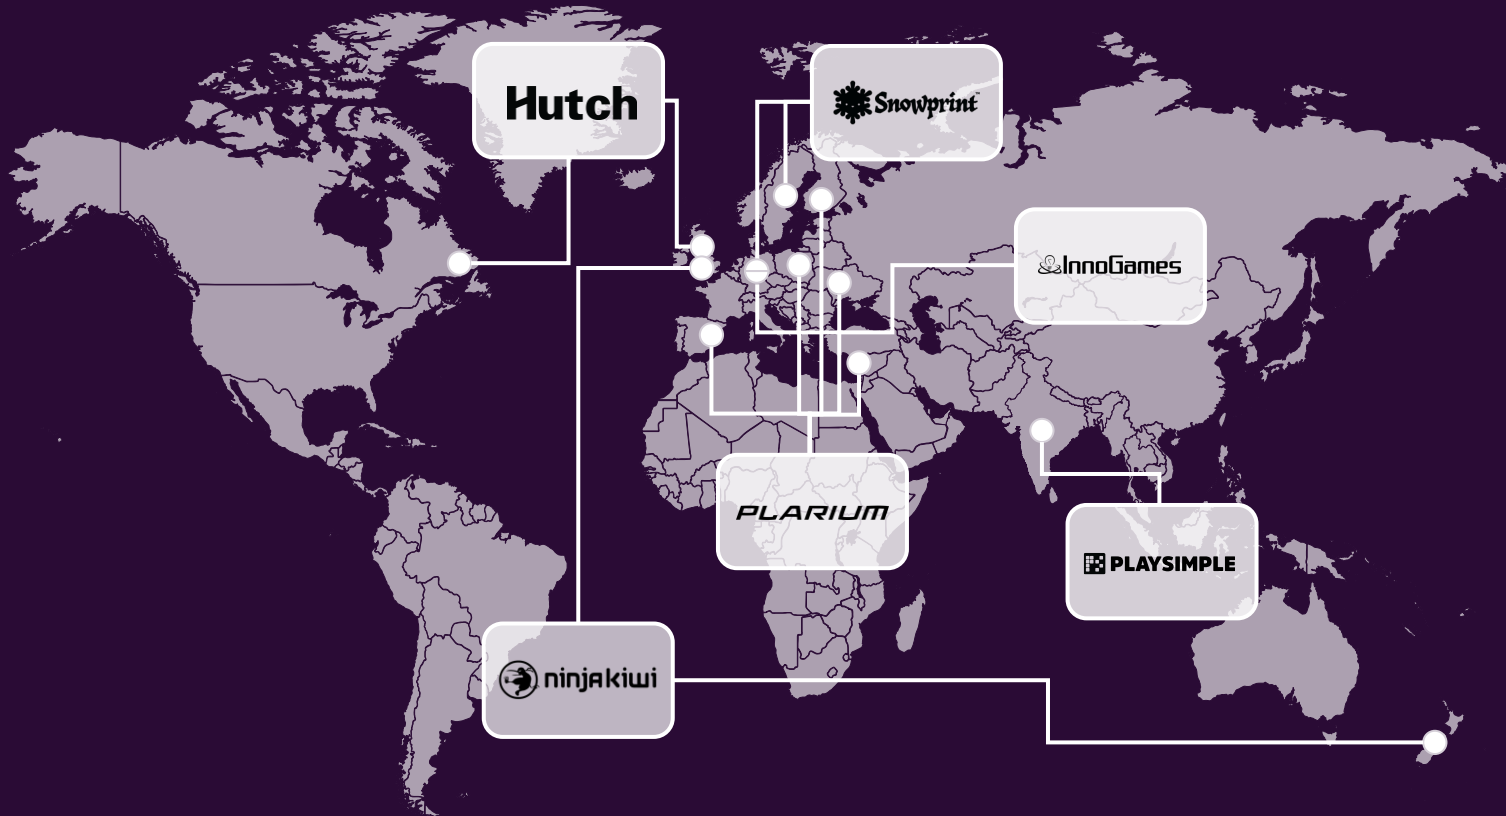 Hutch
Snowprint
InnoGames
PLARIUM
PLAYSIMPLE
ninjakiwi